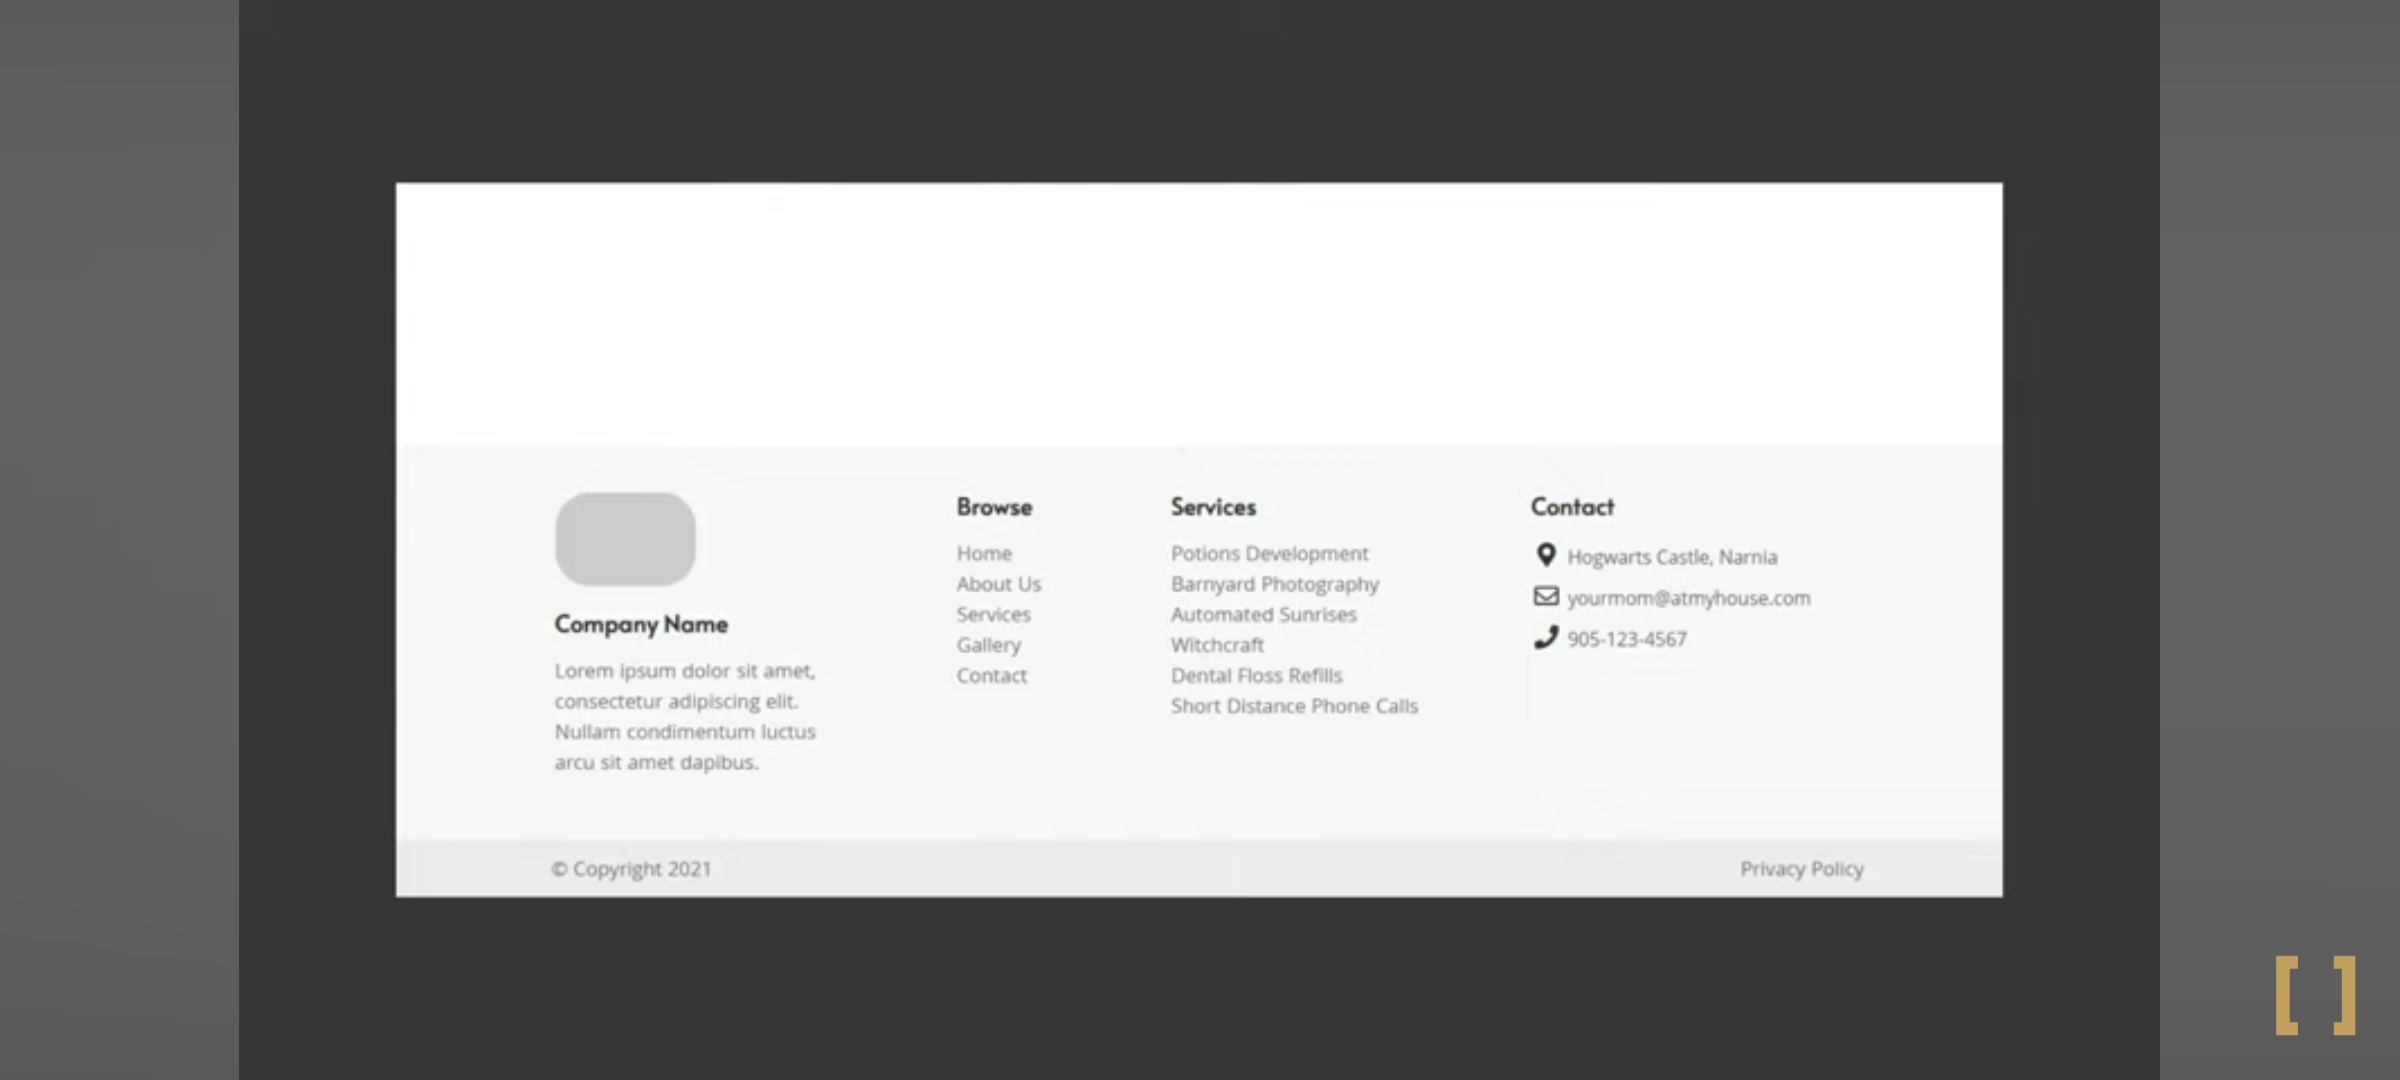 Company Name
Lorem ipsum dolor sit amet,
consectetur adipiscing elit.
Nullam condimentum luctus
arcu sit amet dapibus.
Browse
Home
About Us
Services
Gallery
Contact
Services
Potions Development
Barnyard Photography
Automated Sunrises
Witchcraft
Dental Floss Refills
Short Distance Phone Calls
Contact
Hogwarts Castle, Narnia
yourmom@atmyhouse.com
905-123-4567
© Copyright 2021
Privacy Policy
[ ]